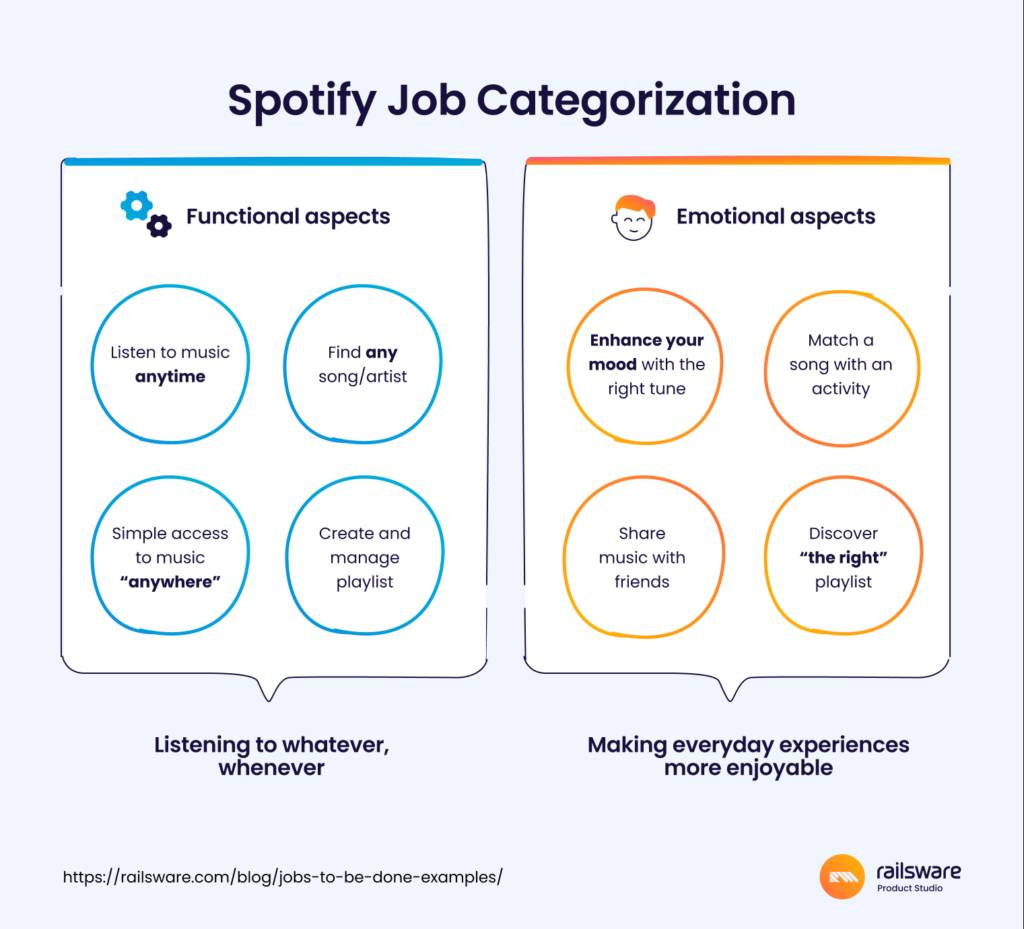 Spotify Job Categorization
Functional aspects
Listen to music
anytime
Find any
song/artist
Simple access
to music
“anywhere”
Create and
manage
playlist
Listening to whatever,
whenever
Emotional aspects
Enhance your
mood with the
right tune
Match a
song with an
activity
Share
music with
friends
Discover
“the right”
playlist
Making everyday experiences
more enjoyable
https://railsware.com/blog/jobs-to-be-done-examples/
railsware
Product Studio